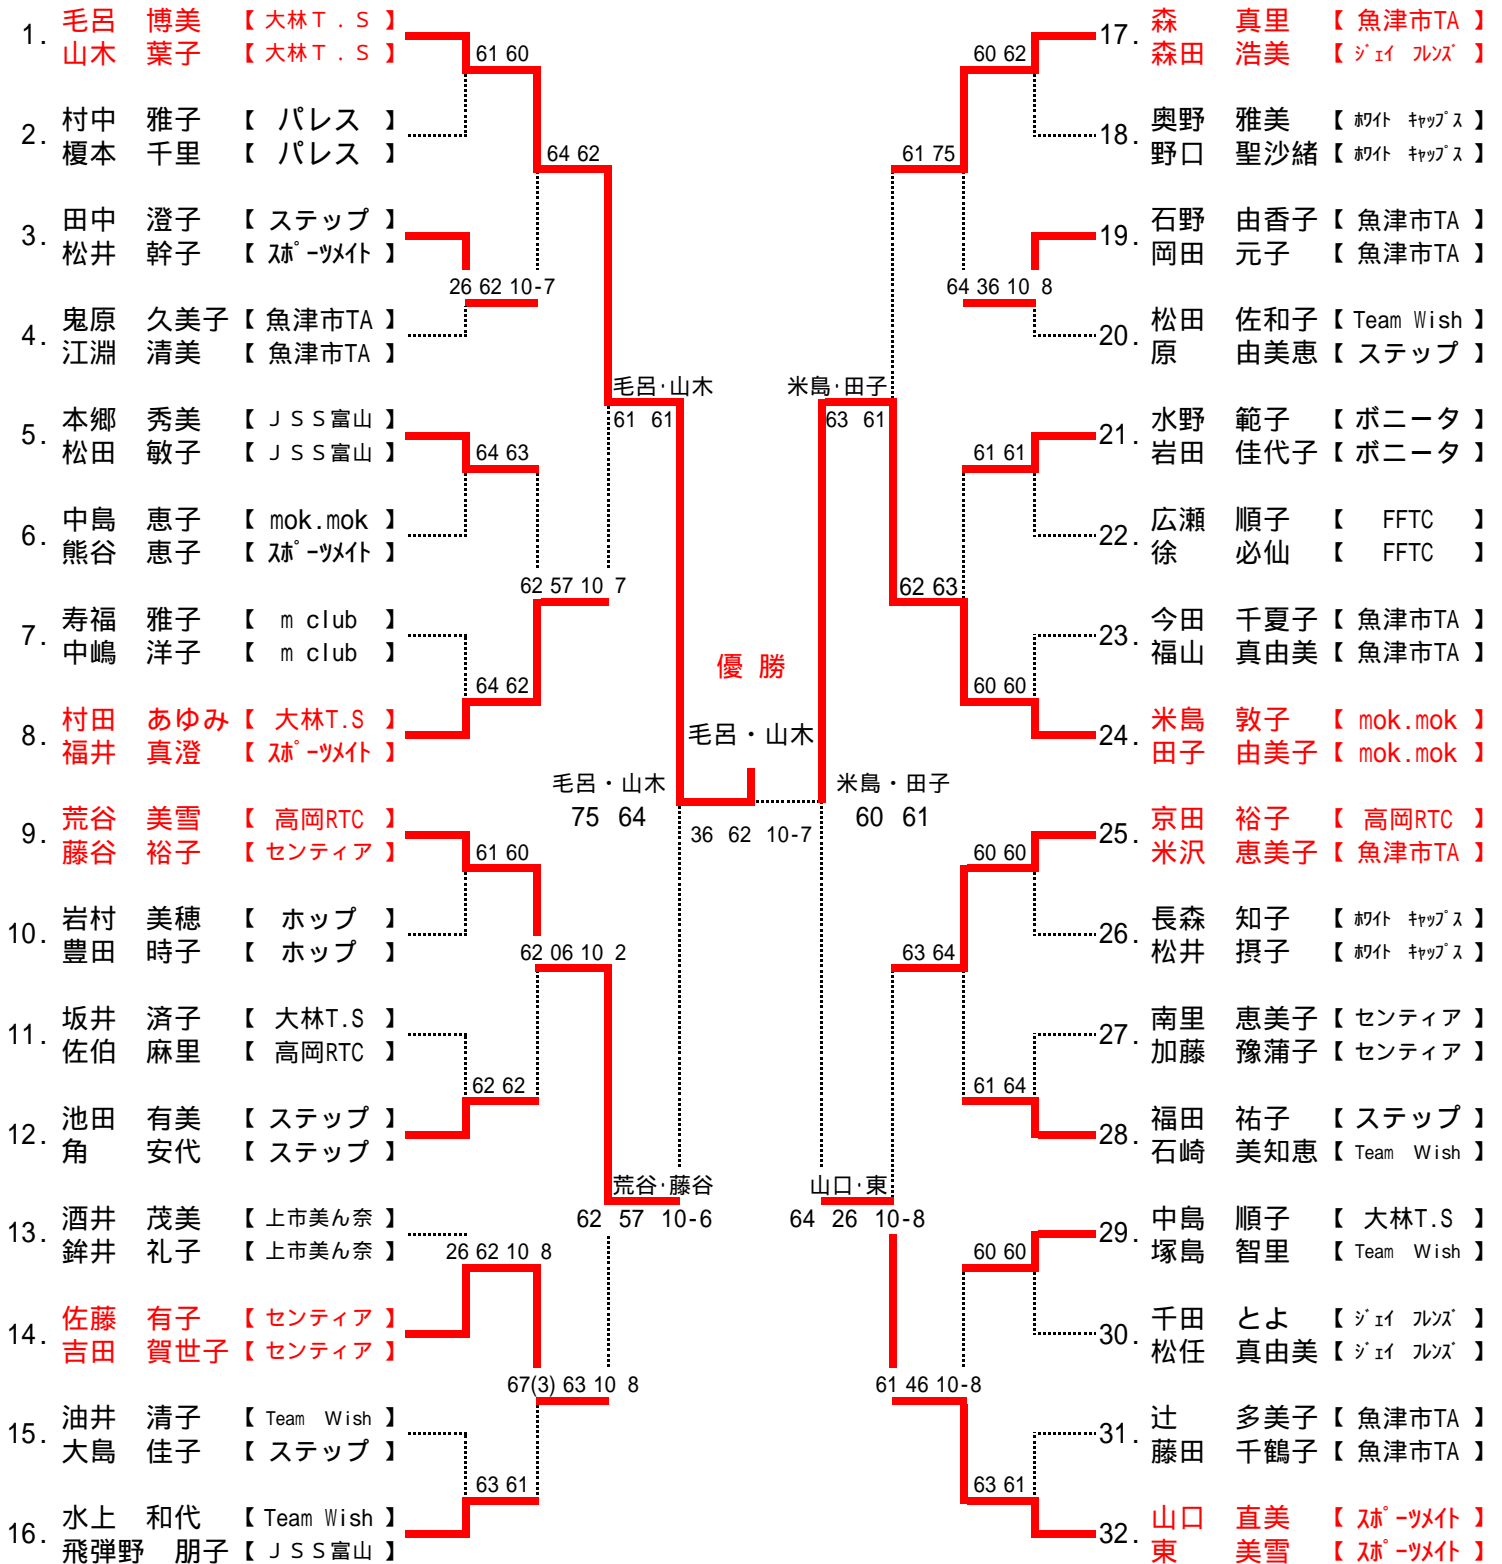 1. 毛呂 博美 【 大林Ｔ．Ｓ 】
山木 葉子 【 大林Ｔ．Ｓ 】
61 60
2. 村中 雅子 【 パレス 】
榎本 千里 【 パレス 】
64 62
3. 田中 澄子 【 ステップ 】
松井 幹子 【 ｽﾎﾟｰﾂﾒｲﾄ 】
26 62 10-7
4. 鬼原 久美子 【 魚津市TA 】
江淵 清美 【 魚津市TA 】
毛呂･山木
61 61
5. 本郷 秀美 【 ＪＳＳ富山 】
松田 敏子 【 ＪＳＳ富山 】
64 63
6. 中島 恵子 【 mok.mok 】
熊谷 恵子 【 ｽﾎﾟｰﾂﾒｲﾄ 】
62 57 10 7
7. 寿福 雅子 【 m club 】
中嶋 洋子 【 m club 】
64 62
8. 村田 あゆみ 【 大林T.S 】
福井 真澄 【 ｽﾎﾟｰﾂﾒｲﾄ 】
毛呂・山木
75 64
9. 荒谷 美雪 【 高岡RTC 】
藤谷 裕子 【 センティア 】
61 60
10. 岩村 美穂 【 ホップ 】
豊田 時子 【 ホップ 】
62 06 10 2
11. 坂井 済子 【 大林T.S 】
佐伯 麻里 【 高岡RTC 】
62 62
12. 池田 有美 【 ステップ 】
角 安代 【 ステップ 】
荒谷･藤谷
62 57 10-6
13. 酒井 茂美 【 上市美ん奈 】
鉾井 礼子 【 上市美ん奈 】
26 62 10 8
14. 佐藤 有子 【 センティア 】
吉田 賀世子 【 センティア 】
67(3) 63 10 8
15. 油井 清子 【 Team Wish 】
大島 佳子 【 ステップ 】
63 61
16. 水上 和代 【 Team Wish 】
飛弾野 朋子 【 ＪＳＳ富山 】
優 勝
毛呂・山木
36 62 10-7
17. 森 真里 【 魚津市TA 】
森田 浩美 【 ｼﾞｪｲ ﾌﾚﾝｽﾞ 】
60 62
18. 奥野 雅美 【 ﾎﾜｲﾄ ｷｬｯﾌﾟｽ 】
野口 聖沙緒 【 ﾎﾜｲﾄ ｷｬｯﾌﾟｽ 】
61 75
19. 石野 由香子 【 魚津市TA 】
岡田 元子 【 魚津市TA 】
64 36 10 8
20. 松田 佐和子 【 Team Wish 】
原 由美恵 【 ステップ 】
米島･田子
63 61
21. 水野 範子 【 ボニータ 】
岩田 佳代子 【 ボニータ 】
61 61
22. 広瀬 順子 【 FFTC 】
徐 必仙 【 FFTC 】
62 63
23. 今田 千夏子 【 魚津市TA 】
福山 真由美 【 魚津市TA 】
60 60
24. 米島 敦子 【 mok.mok 】
田子 由美子 【 mok.mok 】
米島・田子
60 61
25. 京田 裕子 【 高岡RTC 】
米沢 恵美子 【 魚津市TA 】
60 60
26. 長森 知子 【 ﾎﾜｲﾄ ｷｬｯﾌﾟｽ 】
松井 摂子 【 ﾎﾜｲﾄ ｷｬｯﾌﾟｽ 】
63 64
27. 南里 恵美子 【 センティア 】
加藤 豫蒲子 【 センティア 】
61 64
28. 福田 祐子 【 ステップ 】
石崎 美知恵 【 Team Wish 】
山口･東
64 26 10-8
29. 中島 順子 【 大林T.S 】
塚島 智里 【 Team Wish 】
60 60
30. 千田 とよ 【 ｼﾞｪｲ ﾌﾚﾝｽﾞ 】
松任 真由美 【 ｼﾞｪｲ ﾌﾚﾝｽﾞ 】
61 46 10-8
31. 辻 多美子 【 魚津市TA 】
藤田 千鶴子 【 魚津市TA 】
63 61
32. 山口 直美 【 ｽﾎﾟｰﾂﾒｲﾄ 】
東 美雪 【 ｽﾎﾟｰﾂﾒｲﾄ 】